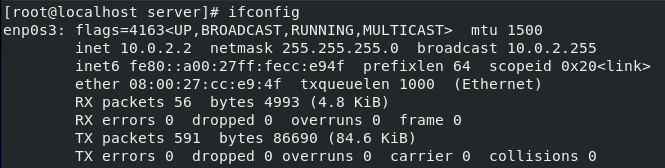 [root@localhost server]# ifconfig
enp0s3: flags=4163<UP,BROADCAST,RUNNING,MULTICAST>  mtu 1500
        inet 10.0.2.2  netmask 255.255.255.0  broadcast 10.0.2.255
        inet6 fe80::a00:27ff:fecc:e94f  prefixlen 64  scopeid 0x20<link>
        ether 08:00:27:cc:e9:4f  txqueuelen 1000  (Ethernet)
        RX packets 56  bytes 4993 (4.8 KiB)
        RX errors 0  dropped 0  overruns 0  frame 0
        TX packets 591  bytes 86690 (84.6 KiB)
        TX errors 0  dropped 0 overruns 0  carrier 0  collisions 0